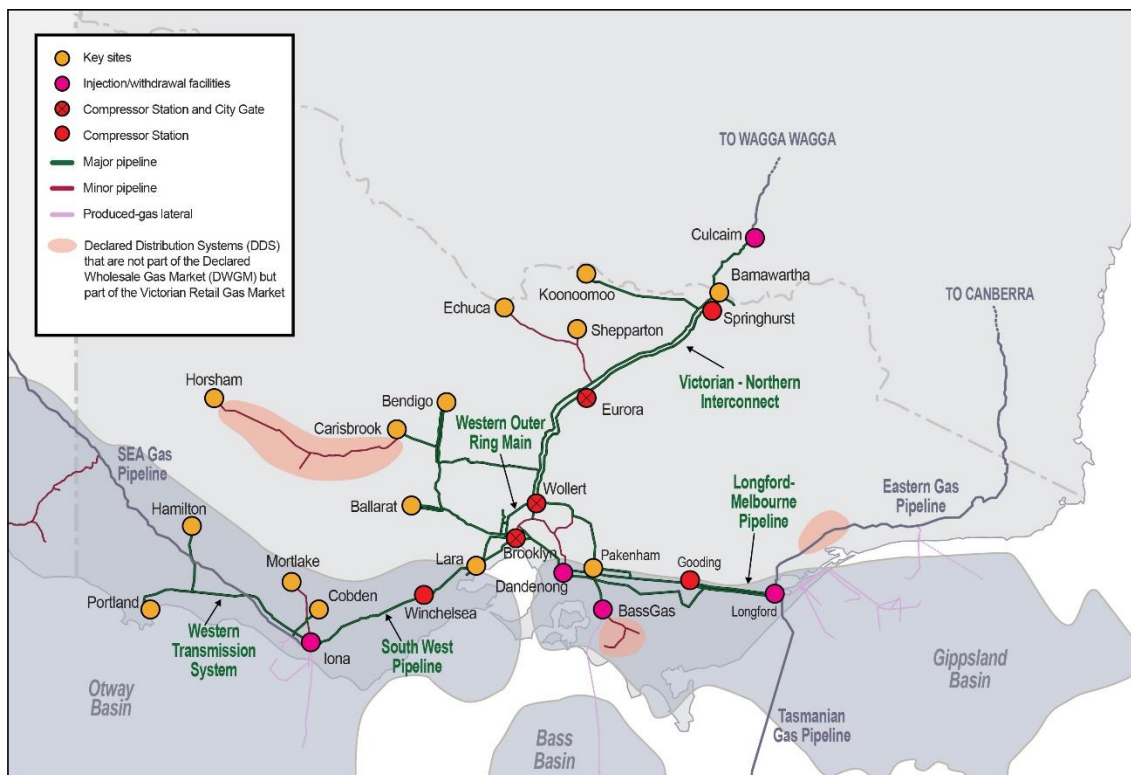 Key sites
Injection/withdrawal facilities
Compressor Station and City Gate
Compressor Station
Major pipeline
Minor pipeline
Produced-gas lateral
Declared Distribution Systems (DDS)
that are not part of the Declared
Wholesale Gas Market (DWGM) but
part of the Victorian Retail Gas Market
TO WAGGA WAGGA
Culcairn
Barnawartha
Koonoomoo
Echuca
Springhurst
Shepparton
TO CANBERRA
Victorian - Northern
Interconnect
Horsham
Bendigo
Eurora
Carisbrook
Western Outer
Ring Main
SEA Gas
Pipeline
Wollert
Longford-
Melbourne
Pipeline
Eastern Gas
Pipeline
Hamilton
Ballarat
Brooklyn
Lara
Pakenham
Gooding
Mortlake
Dandenong
Cobden
Portland
Winchelsea
BassGas
Longford
Western
Transmission
System
Iona
South West
Pipeline
Otway
Basin
Gippsland
Basin
Bass
Basin
Tasmanian
Gas Pipeline